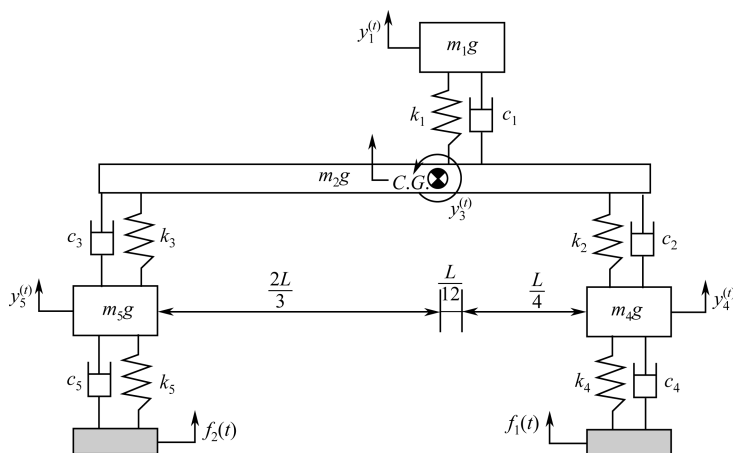 y₁⁽ᵗ⁾
m₁g
k₁
c₁
m₂g
C.G.
y₃⁽ᵗ⁾
c₃
k₃
k₂
c₂
y₅⁽ᵗ⁾
m₅g
2L/3
L/12
L/4
m₄g
y₄⁽ᵗ⁾
c₅
k₅
k₄
c₄
f₂(t)
f₁(t)